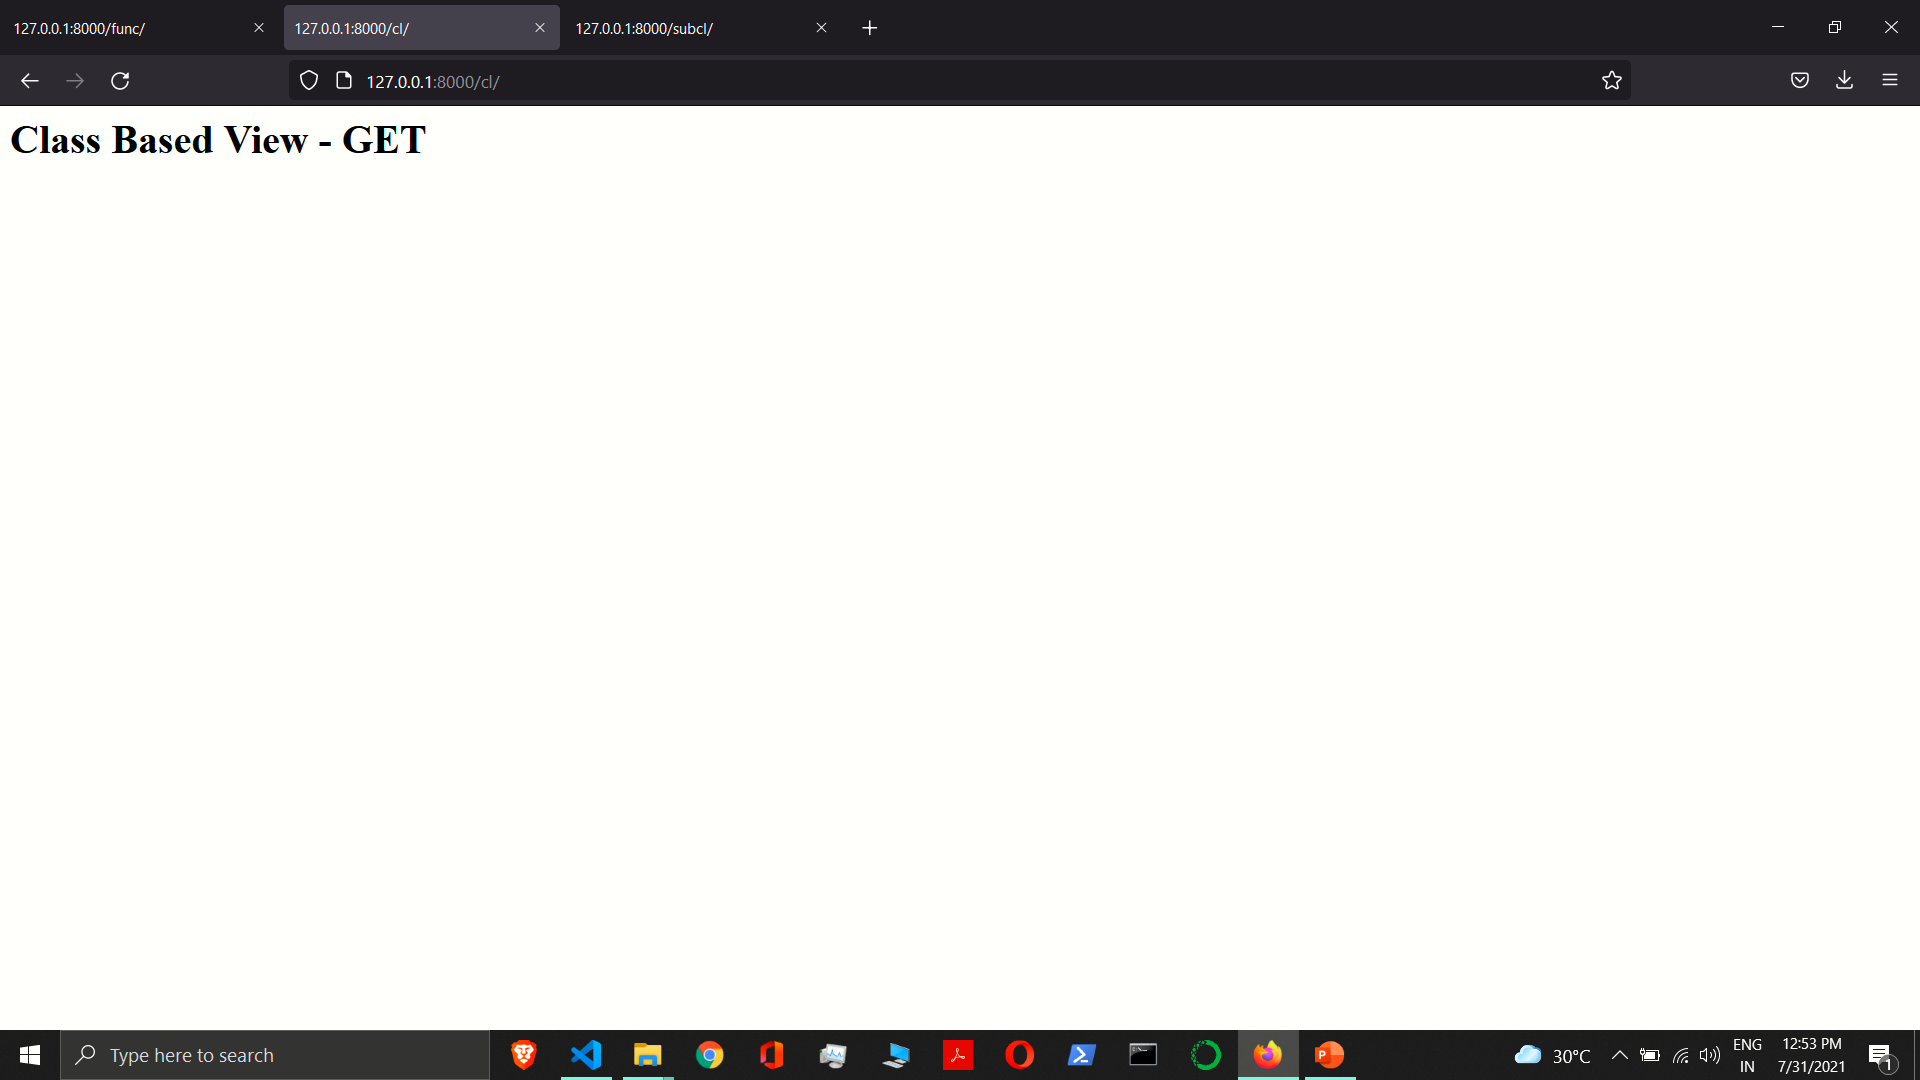 127.0.0.1:8000/func/
127.0.0.1:8000/cl/
127.0.0.1:8000/subcl/
127.0.0.1:8000/cl/
Class Based View - GET
Type here to search
30°C
ENG
IN
12:53 PM
7/31/2021
1